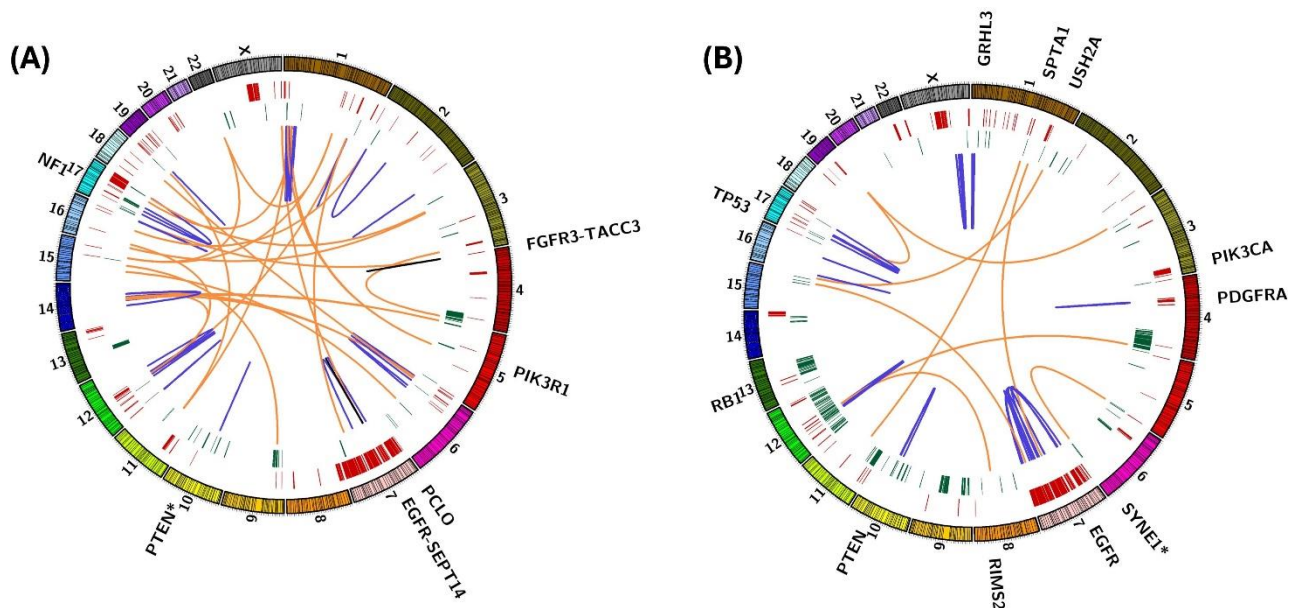 (A)
X
1
2
3
FGFR3-TACC3
4
PIK3R1
5
6
PCLO
7
EGFR-SEPT14
8
9
10
PTEN*
11
12
13
14
15
16
17
NF1
18
19
20
21
22
(B)
X
GRHL3
1
SPTA1
USH2A
2
3
PIK3CA
PDGFRA
4
5
6
SYNE1*
7
EGFR
8
RIMS2
9
10
PTEN
11
12
13
RB1
14
15
16
17
TP53
18
19
20
21
22